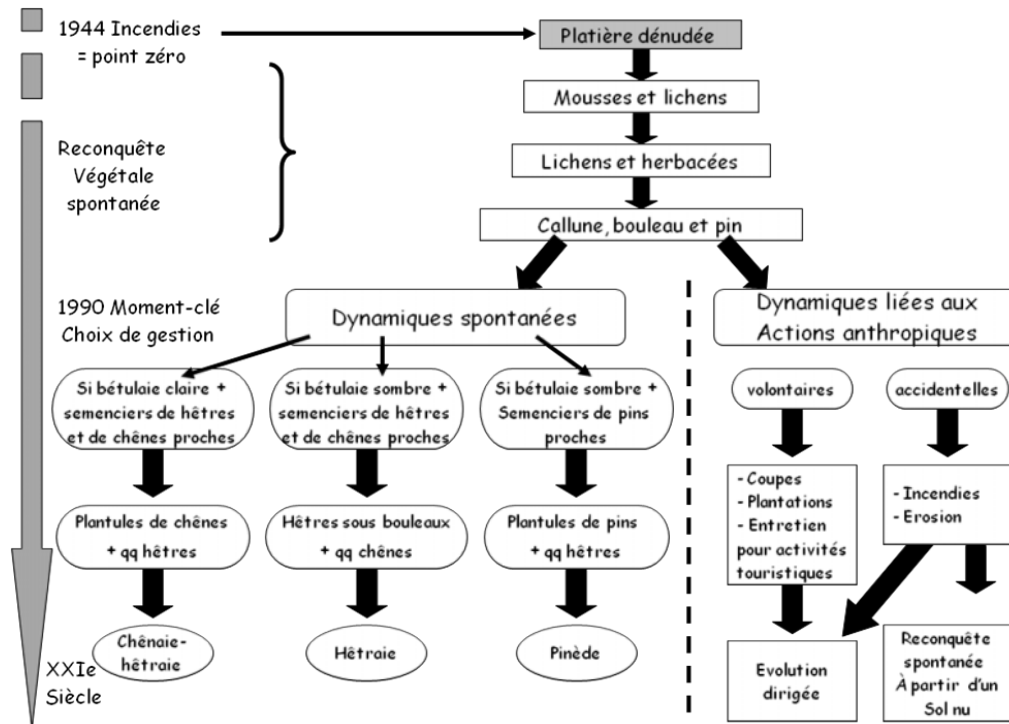 1944 Incendies
= point zéro
Platière dénudée
Mousses et lichens
Reconquête
Végétale
spontanée
Lichens et herbacées
Callune, bouleau et pin
1990 Moment-clé
Choix de gestion
Dynamiques spontanées
Dynamiques liées aux
Actions anthropiques
Si bétulaie claire +
semenciers de hêtres
et de chênes proches
Si bétulaie sombre +
semenciers de hêtres
et de chênes proches
Si bétulaie sombre +
Semenciers de pins
proches
volontaires
accidentelles
- Coupes
- Plantations
- Entretien
pour activités
touristiques
- Incendies
- Erosion
Plantules de chênes
+ qq hêtres
Hêtres sous bouleaux
+ qq chênes
Plantules de pins
+ qq hêtres
Chênaie-
hêtraie
Hêtraie
Pinède
Evolution
dirigée
Reconquête
spontanée
À partir d'un
Sol nu
XXIe
Siècle